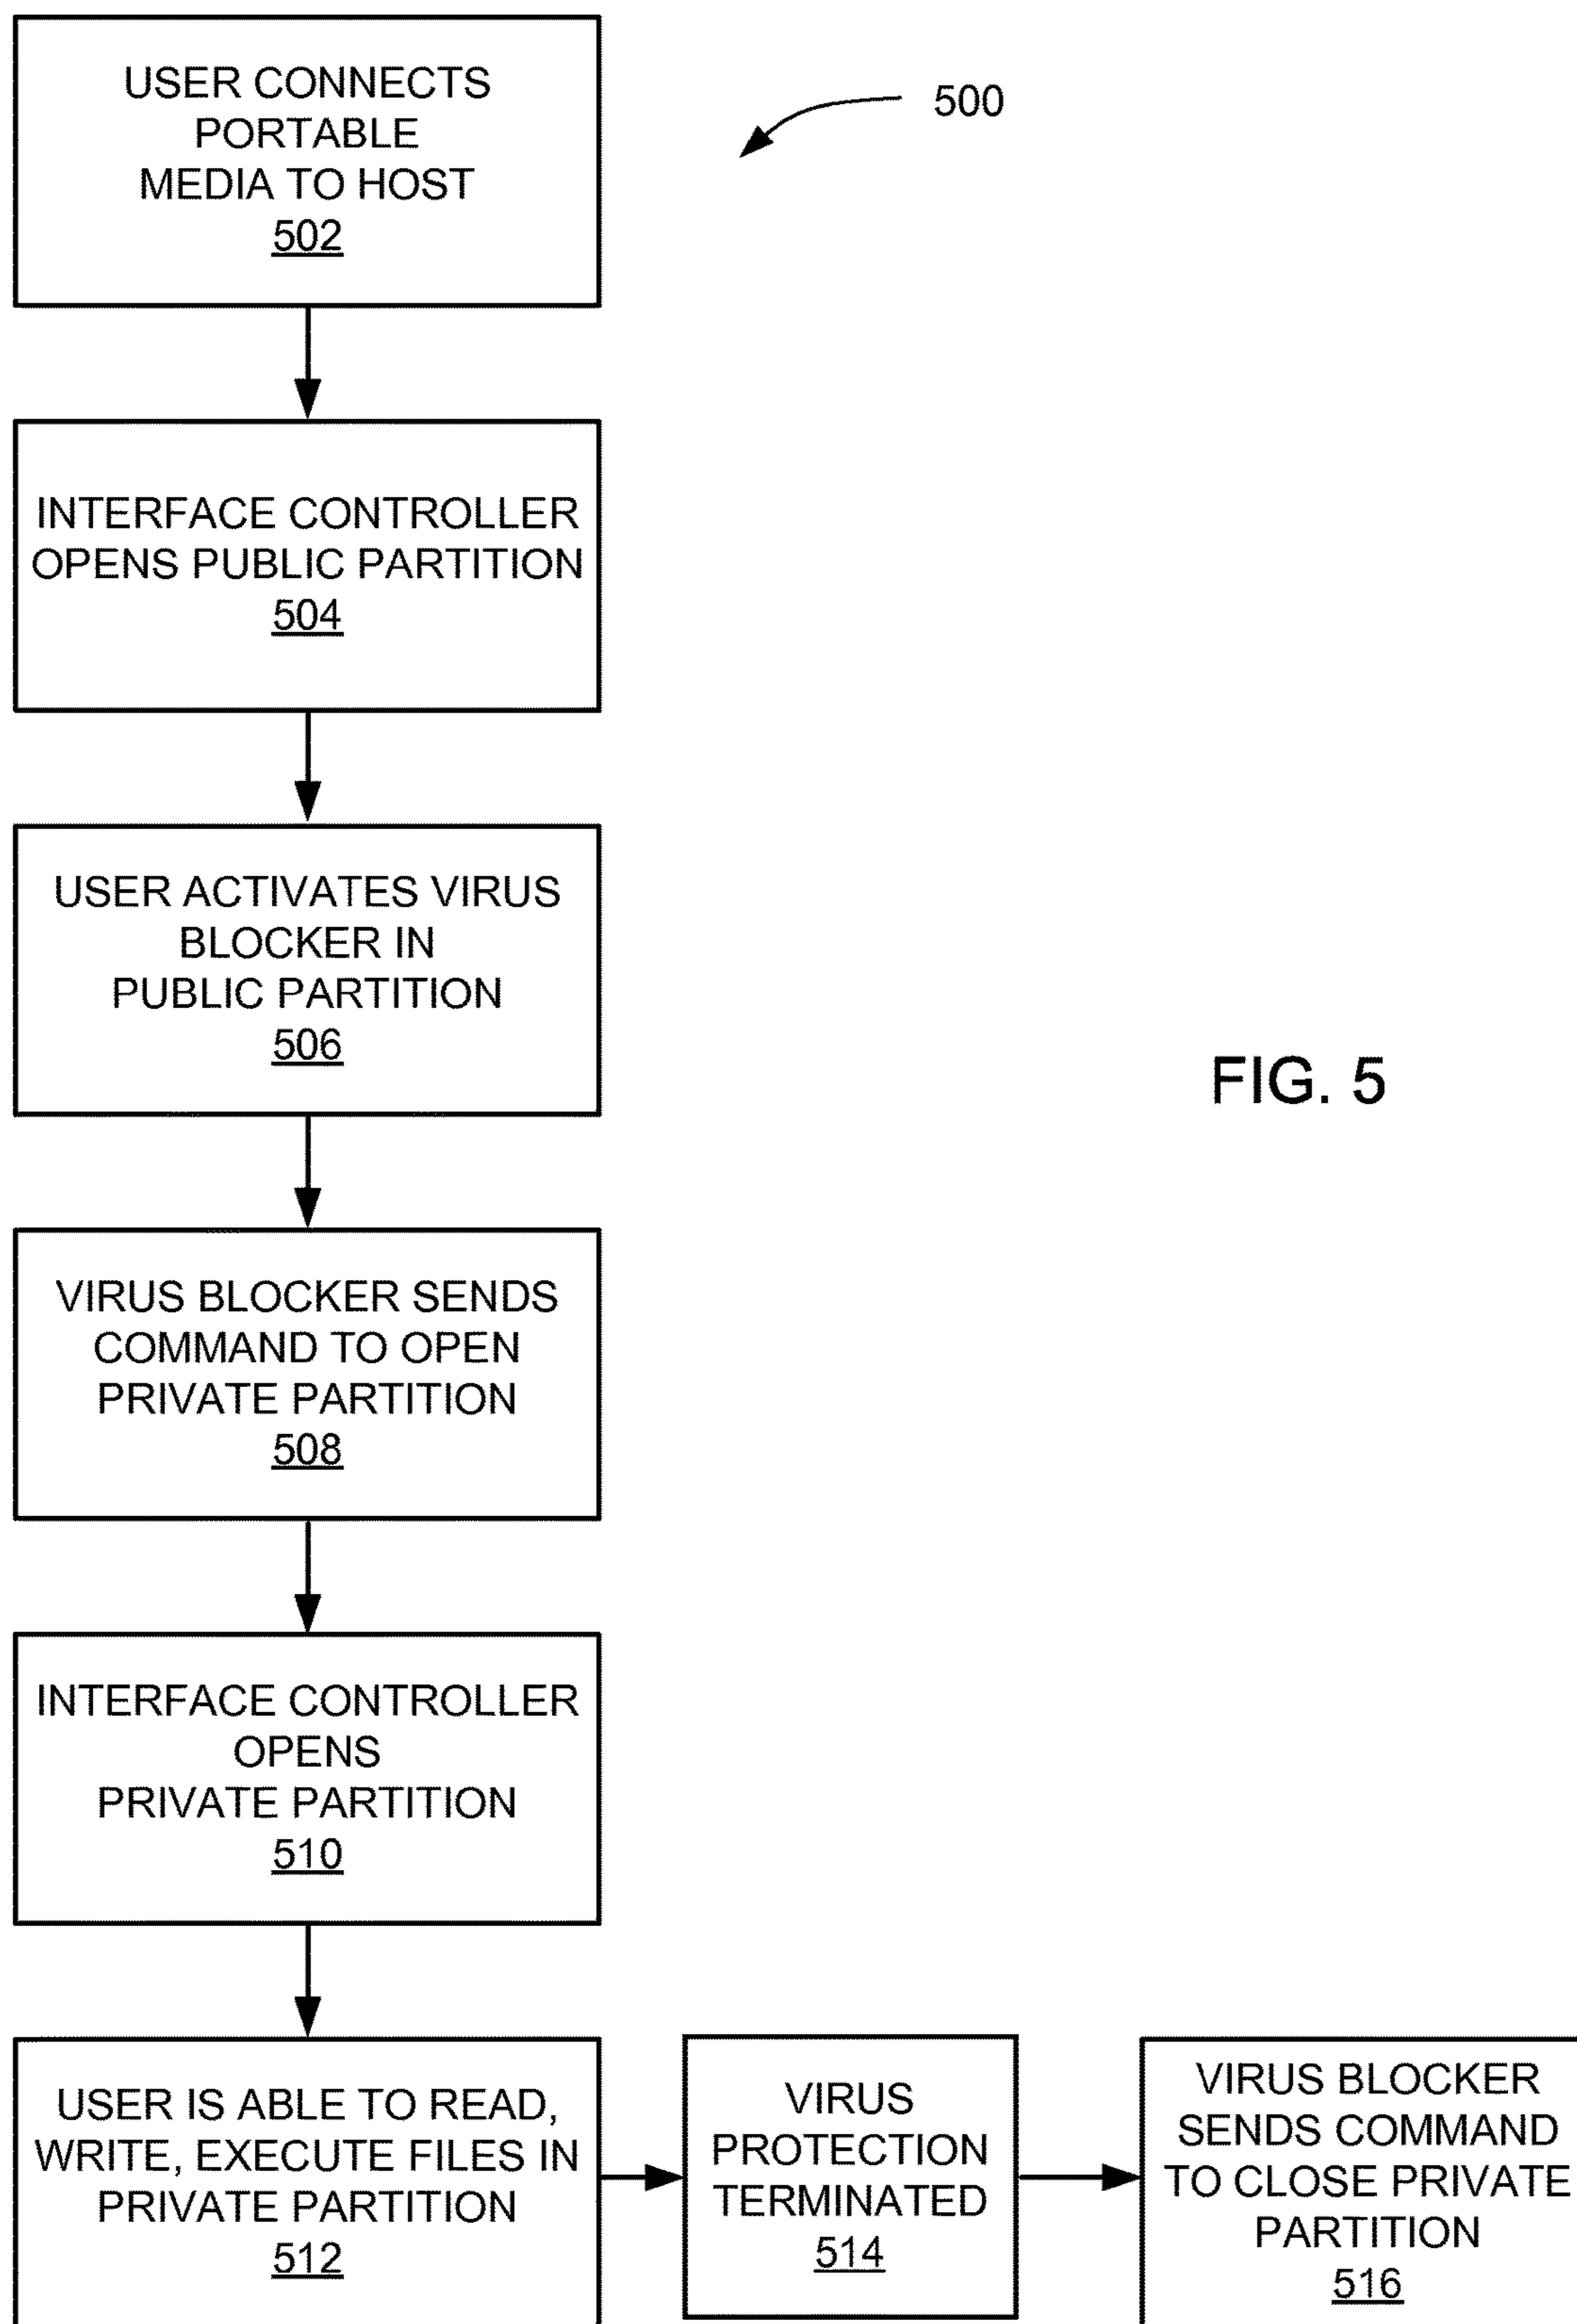 USER CONNECTS
PORTABLE
MEDIA TO HOST
502
500
INTERFACE CONTROLLER
OPENS PUBLIC PARTITION
504
USER ACTIVATES VIRUS
BLOCKER IN
PUBLIC PARTITION
506
FIG. 5
VIRUS BLOCKER SENDS
COMMAND TO OPEN
PRIVATE PARTITION
508
INTERFACE CONTROLLER
OPENS
PRIVATE PARTITION
510
USER IS ABLE TO READ,
WRITE, EXECUTE FILES IN
PRIVATE PARTITION
512
VIRUS
PROTECTION
TERMINATED
514
VIRUS BLOCKER
SENDS COMMAND
TO CLOSE PRIVATE
PARTITION
516